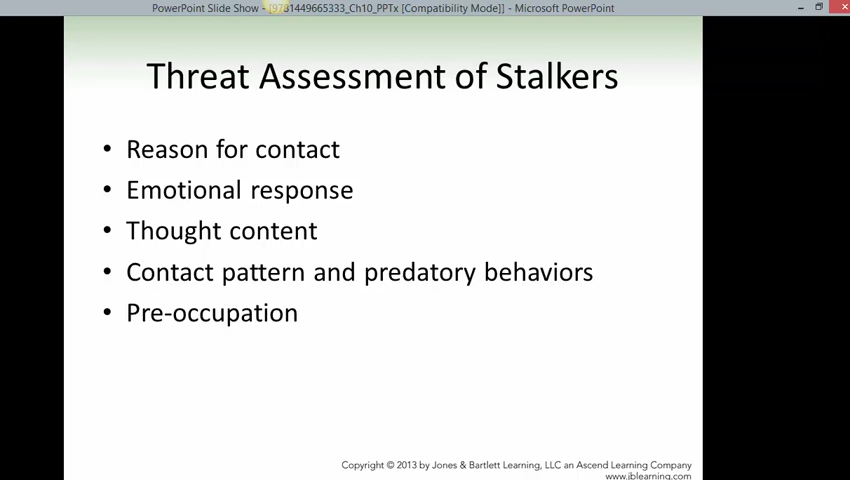 PowerPoint Slide Show - [9781449665333_Ch10_PPTx [Compatibility Mode]] - Microsoft PowerPoint
Threat Assessment of Stalkers
• Reason for contact
• Emotional response
• Thought content
• Contact pattern and predatory behaviors
• Pre-occupation
Copyright © 2013 by Jones & Bartlett Learning, LLC an Ascend Learning Company
www.jblearning.com